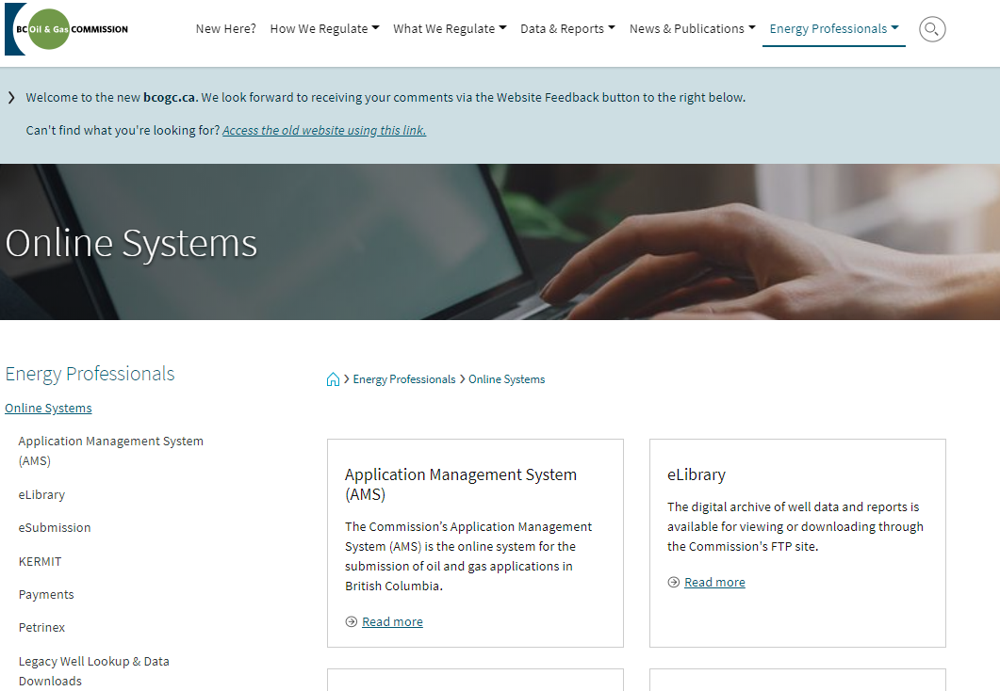 BC Oil & Gas COMMISSION
New Here? How We Regulate What We Regulate Data & Reports News & Publications Energy Professionals
Welcome to the new bcogc.ca. We look forward to receiving your comments via the Website Feedback button to the right below.
Can't find what you're looking for? Access the old website using this link.
Online Systems
Energy Professionals
Online Systems
Application Management System
(AMS)
eLibrary
eSubmission
KERMIT
Payments
Petrinex
Legacy Well Lookup & Data
Downloads
Energy Professionals Online Systems
Application Management System
(AMS)
The Commission’s Application Management
System (AMS) is the online system for the
submission of oil and gas applications in
British Columbia.
Read more
eLibrary
The digital archive of well data and reports is
available for viewing or downloading through
the Commission's FTP site.
Read more